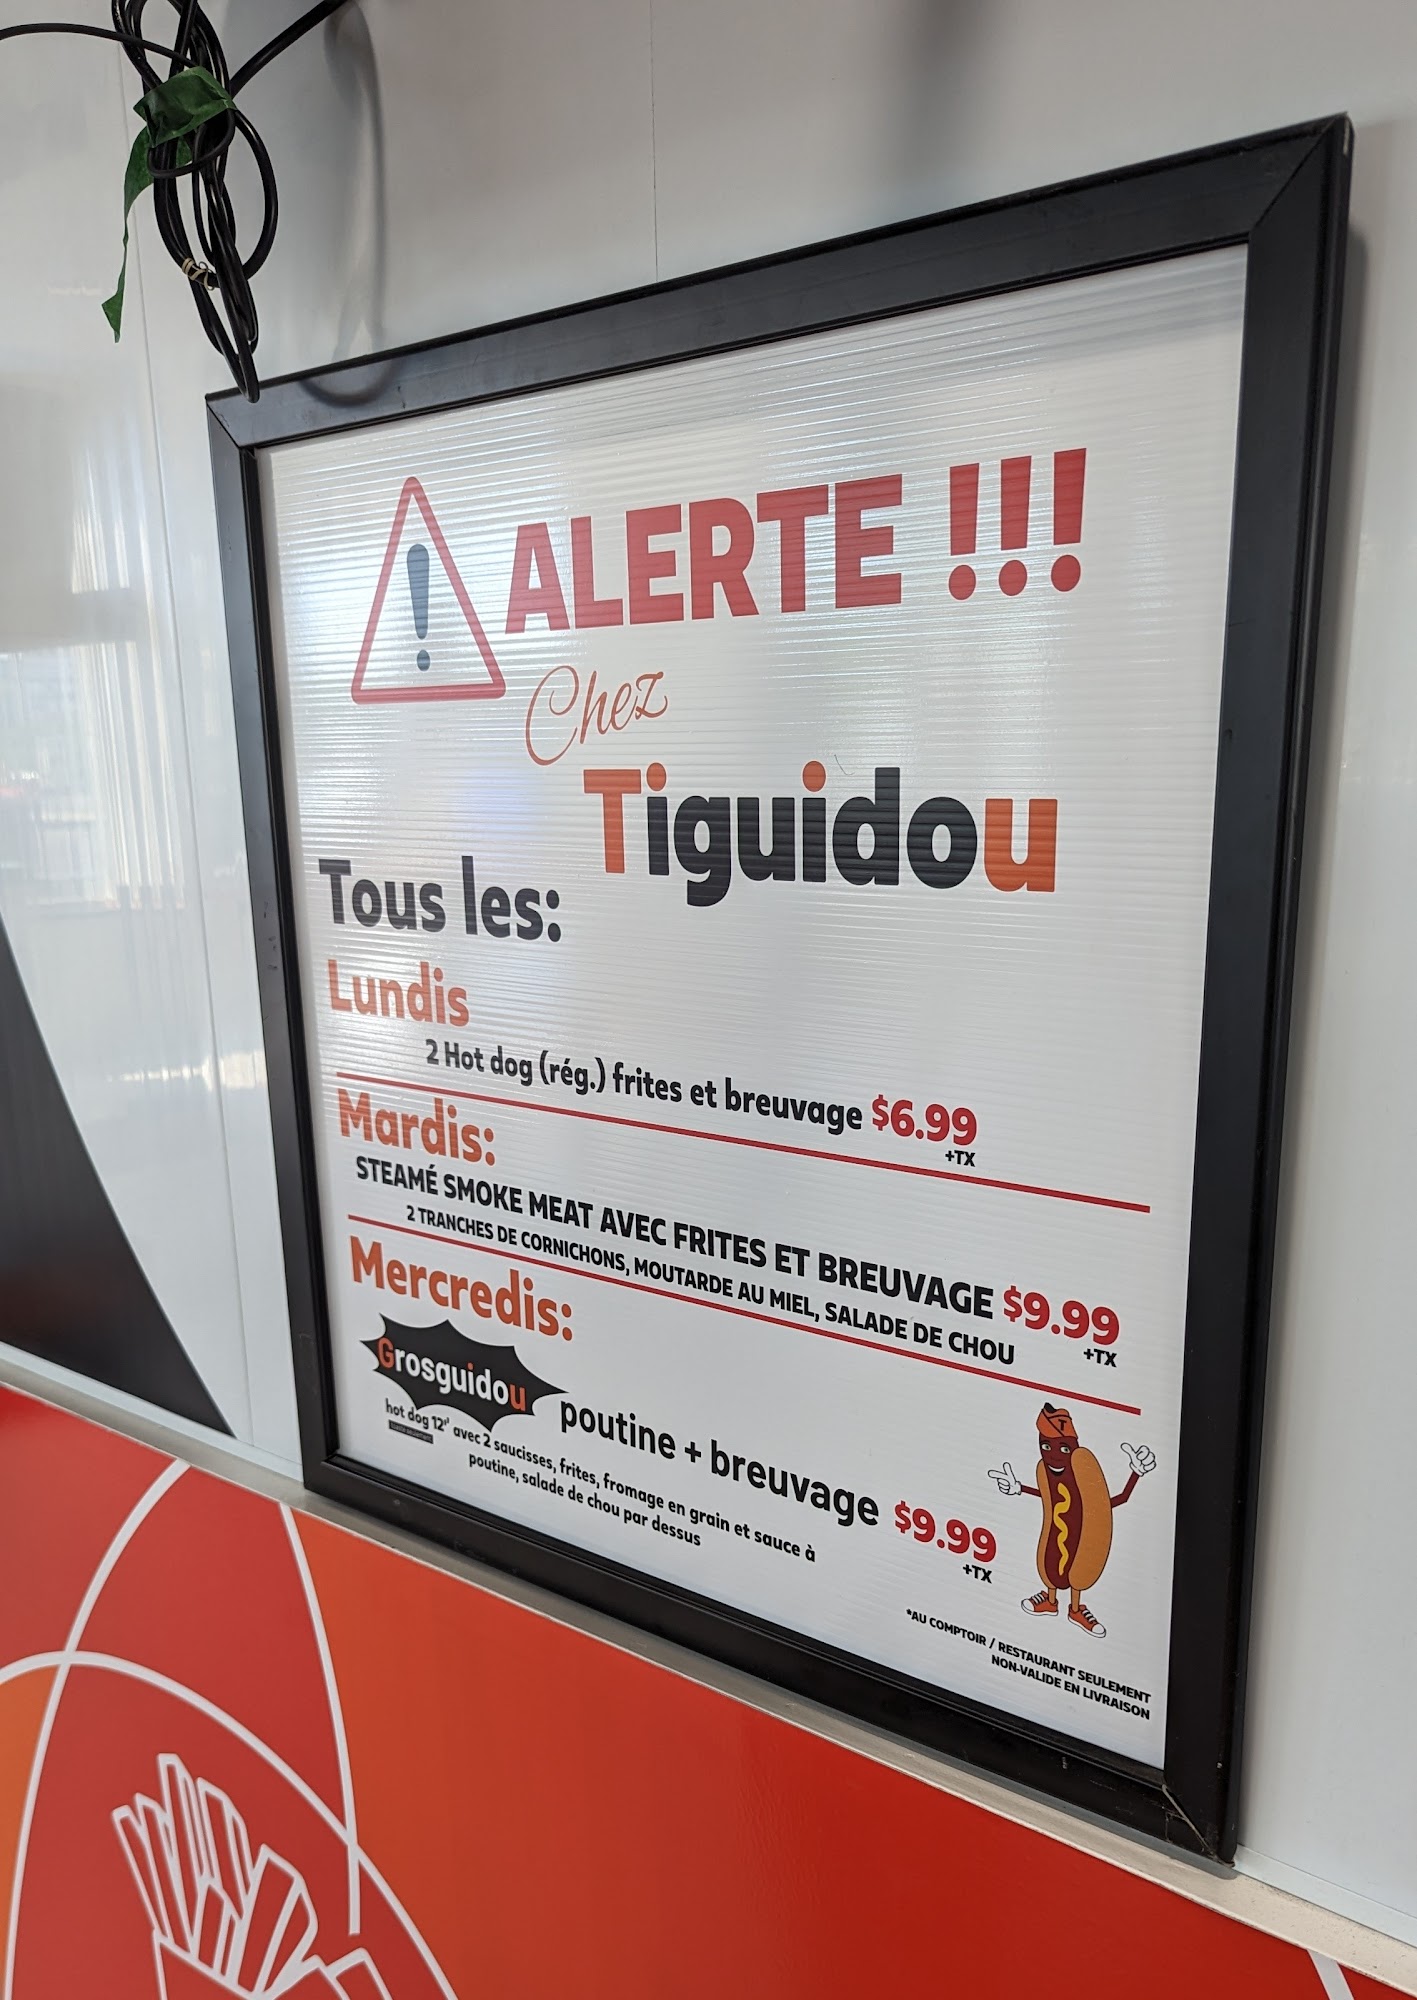 ALERTE !!!
Chez
Tiguidou
Tous les:
Lundis
2 Hot dog (rég.) frites et breuvage $6.99
+TX
Mardis:
STEAMÉ SMOKE MEAT AVEC FRITES ET BREUVAGE $9.99
2 TRANCHES DE CORNICHONS, MOUTARDE AU MIEL, SALADE DE CHOU
+TX
Mercredis:
Grosguidou
poutine + breuvage $9.99
+TX
hot dog 12" avec 2 saucisses, frites, fromage en grain et sauce à
poutine, salade de chou par dessus
T
*AU COMPTOIR / RESTAURANT SEULEMENT
NON-VALIDE EN LIVRAISON